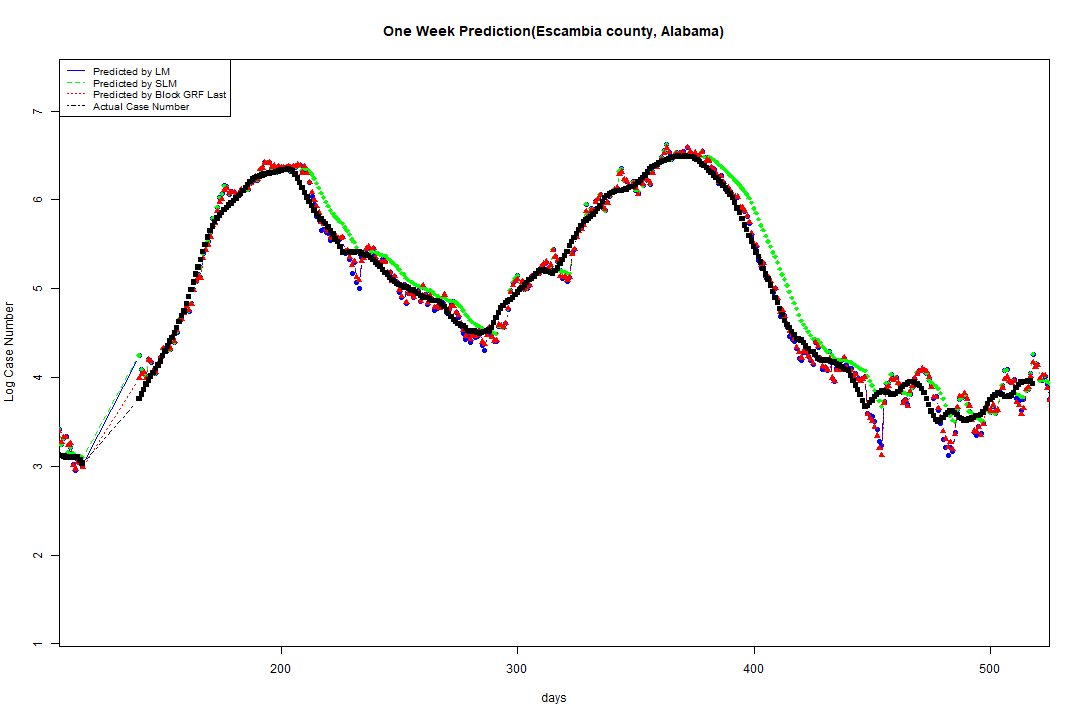 One Week Prediction(Escambia county, Alabama)
Predicted by LM
Predicted by SLM
Predicted by Block GRF Last
Actual Case Number
7
6
5
4
3
2
1
Log Case Number
200 300 400 500
days